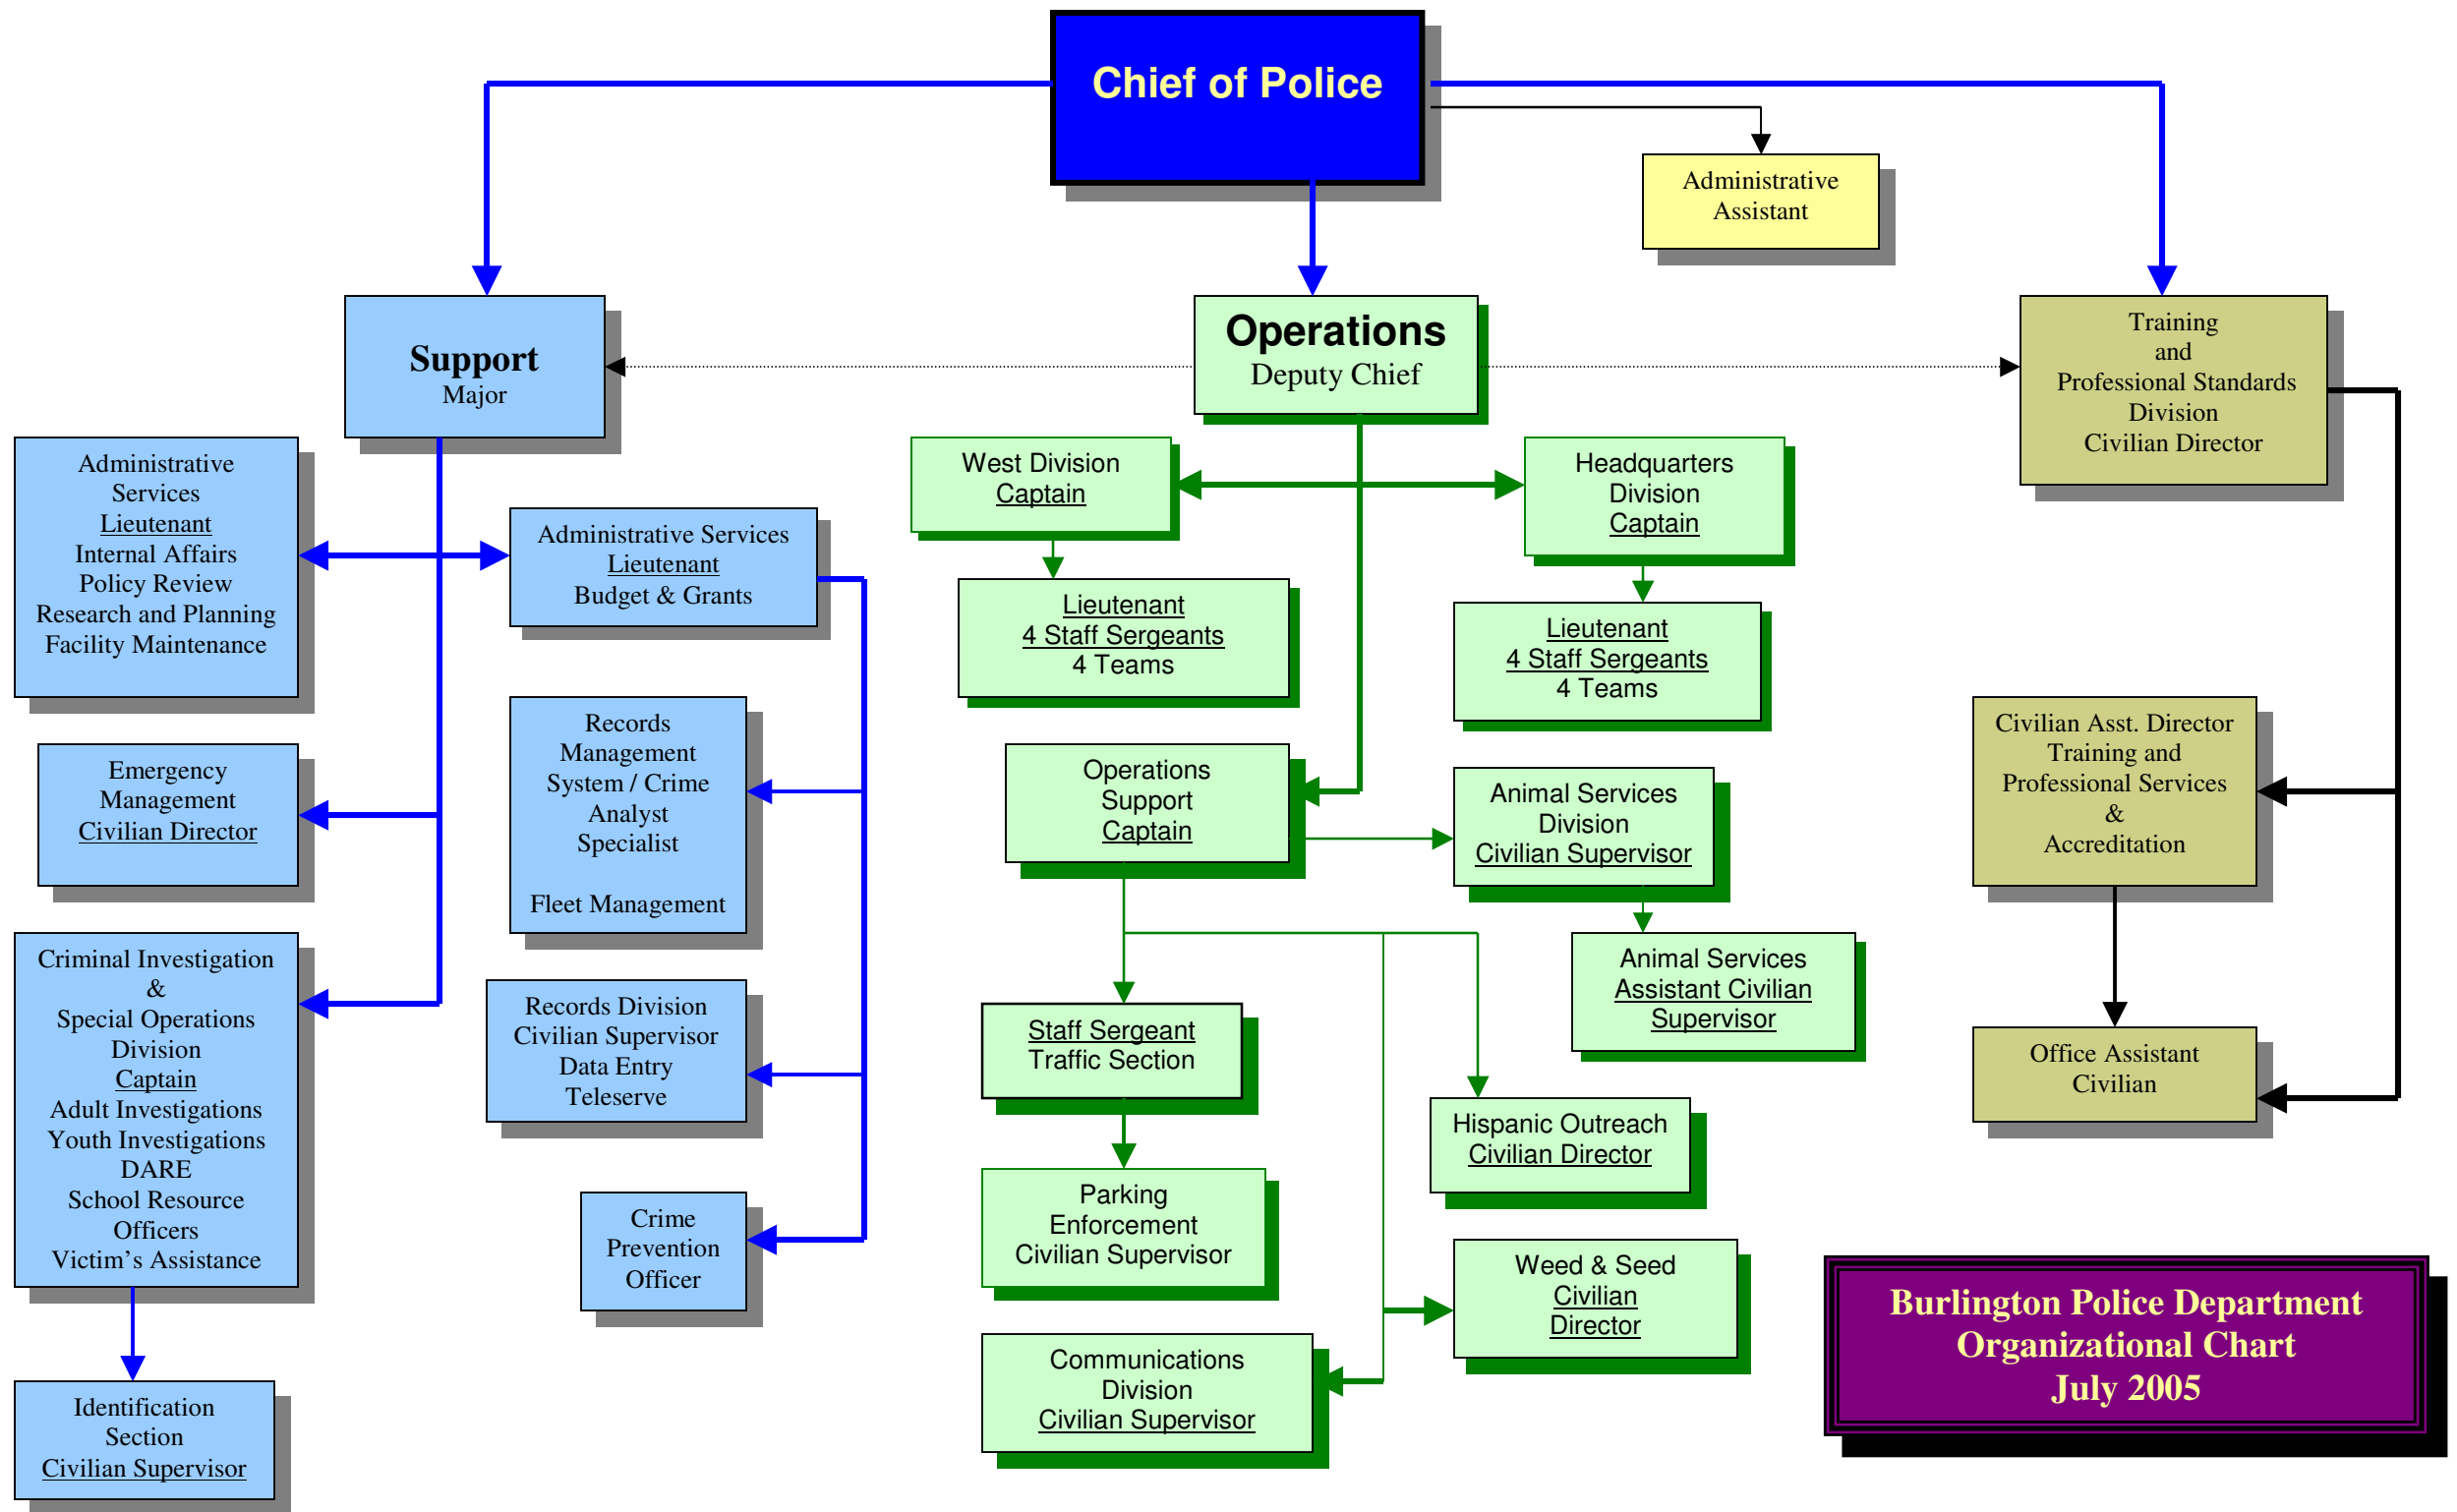 Chief of Police
Administrative
Assistant
Support
Major
Operations
Deputy Chief
Training
and
Professional Standards
Division
Civilian Director
Administrative
Services
Lieutenant
Internal Affairs
Policy Review
Research and Planning
Facility Maintenance
Administrative Services
Lieutenant
Budget & Grants
Emergency
Management
Civilian Director
Records
Management
System / Crime
Analyst
Specialist
Fleet Management
Criminal Investigation
&
Special Operations
Division
Captain
Adult Investigations
Youth Investigations
DARE
School Resource
Officers
Victim's Assistance
Records Division
Civilian Supervisor
Data Entry
Teleserve
Crime
Prevention
Officer
Identification
Section
Civilian Supervisor
West Division
Captain
Headquarters
Division
Captain
Lieutenant
4 Staff Sergeants
4 Teams
Lieutenant
4 Staff Sergeants
4 Teams
Operations
Support
Captain
Animal Services
Division
Civilian Supervisor
Animal Services
Assistant Civilian
Supervisor
Staff Sergeant
Traffic Section
Hispanic Outreach
Civilian Director
Parking
Enforcement
Civilian Supervisor
Weed & Seed
Civilian
Director
Communications
Division
Civilian Supervisor
Civilian Asst. Director
Training and
Professional Services
&
Accreditation
Office Assistant
Civilian
Burlington Police Department
Organizational Chart
July 2005